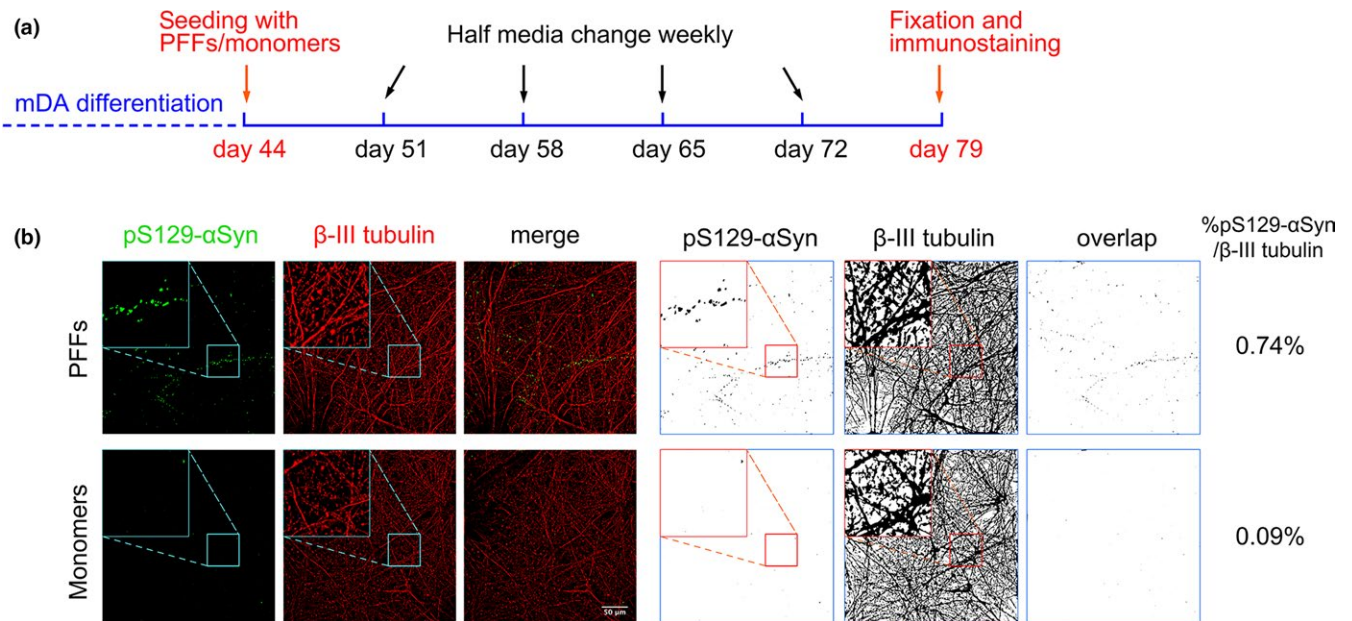 (a)
Seeding with
PFFs/monomers
Half media change weekly
Fixation and
immunostaining
mDA differentiation
day 44
day 51
day 58
day 65
day 72
day 79
(b)
pS129-αSyn
β-III tubulin
merge
pS129-αSyn
β-III tubulin
overlap
%pS129-αSyn
/β-III tubulin
PFFs
0.74%
Monomers
50 μm
0.09%